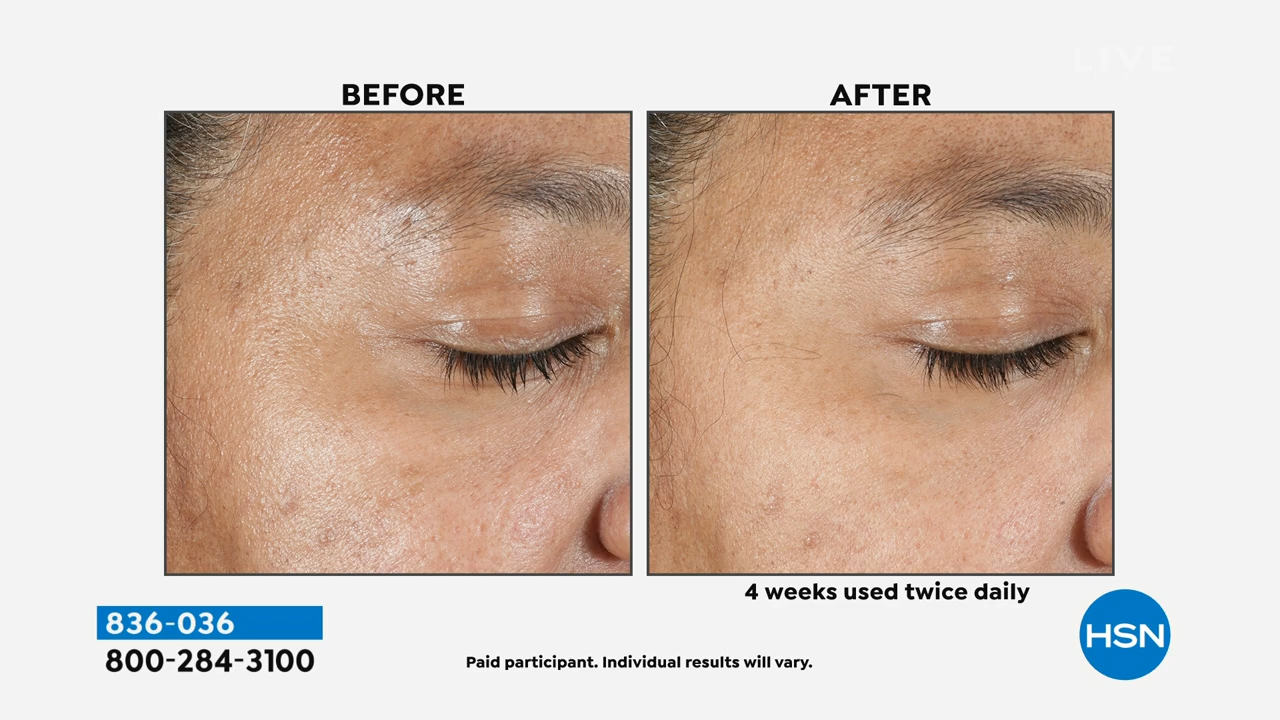 LIVE
BEFORE
AFTER
4 weeks used twice daily
836-036
800-284-3100
Paid participant. Individual results will vary.
HSN